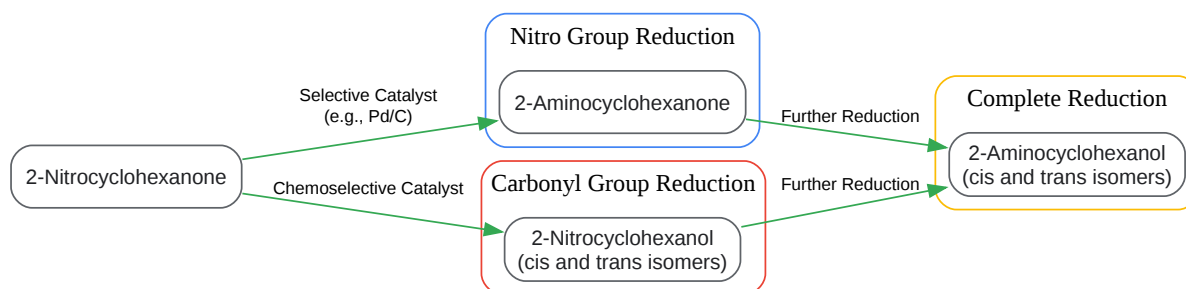 2-Nitrocyclohexanone
Selective Catalyst
(e.g., Pd/C)
Chemoselective Catalyst
Nitro Group Reduction
2-Aminocyclohexanone
Carbonyl Group Reduction
2-Nitrocyclohexanol
(cis and trans isomers)
Further Reduction
Further Reduction
Complete Reduction
2-Aminocyclohexanol
(cis and trans isomers)